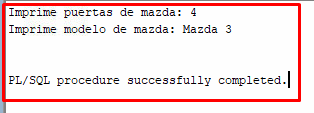 Imprime puertas de mazda: 4
Imprime modelo de mazda: Mazda 3
PL/SQL procedure successfully completed.